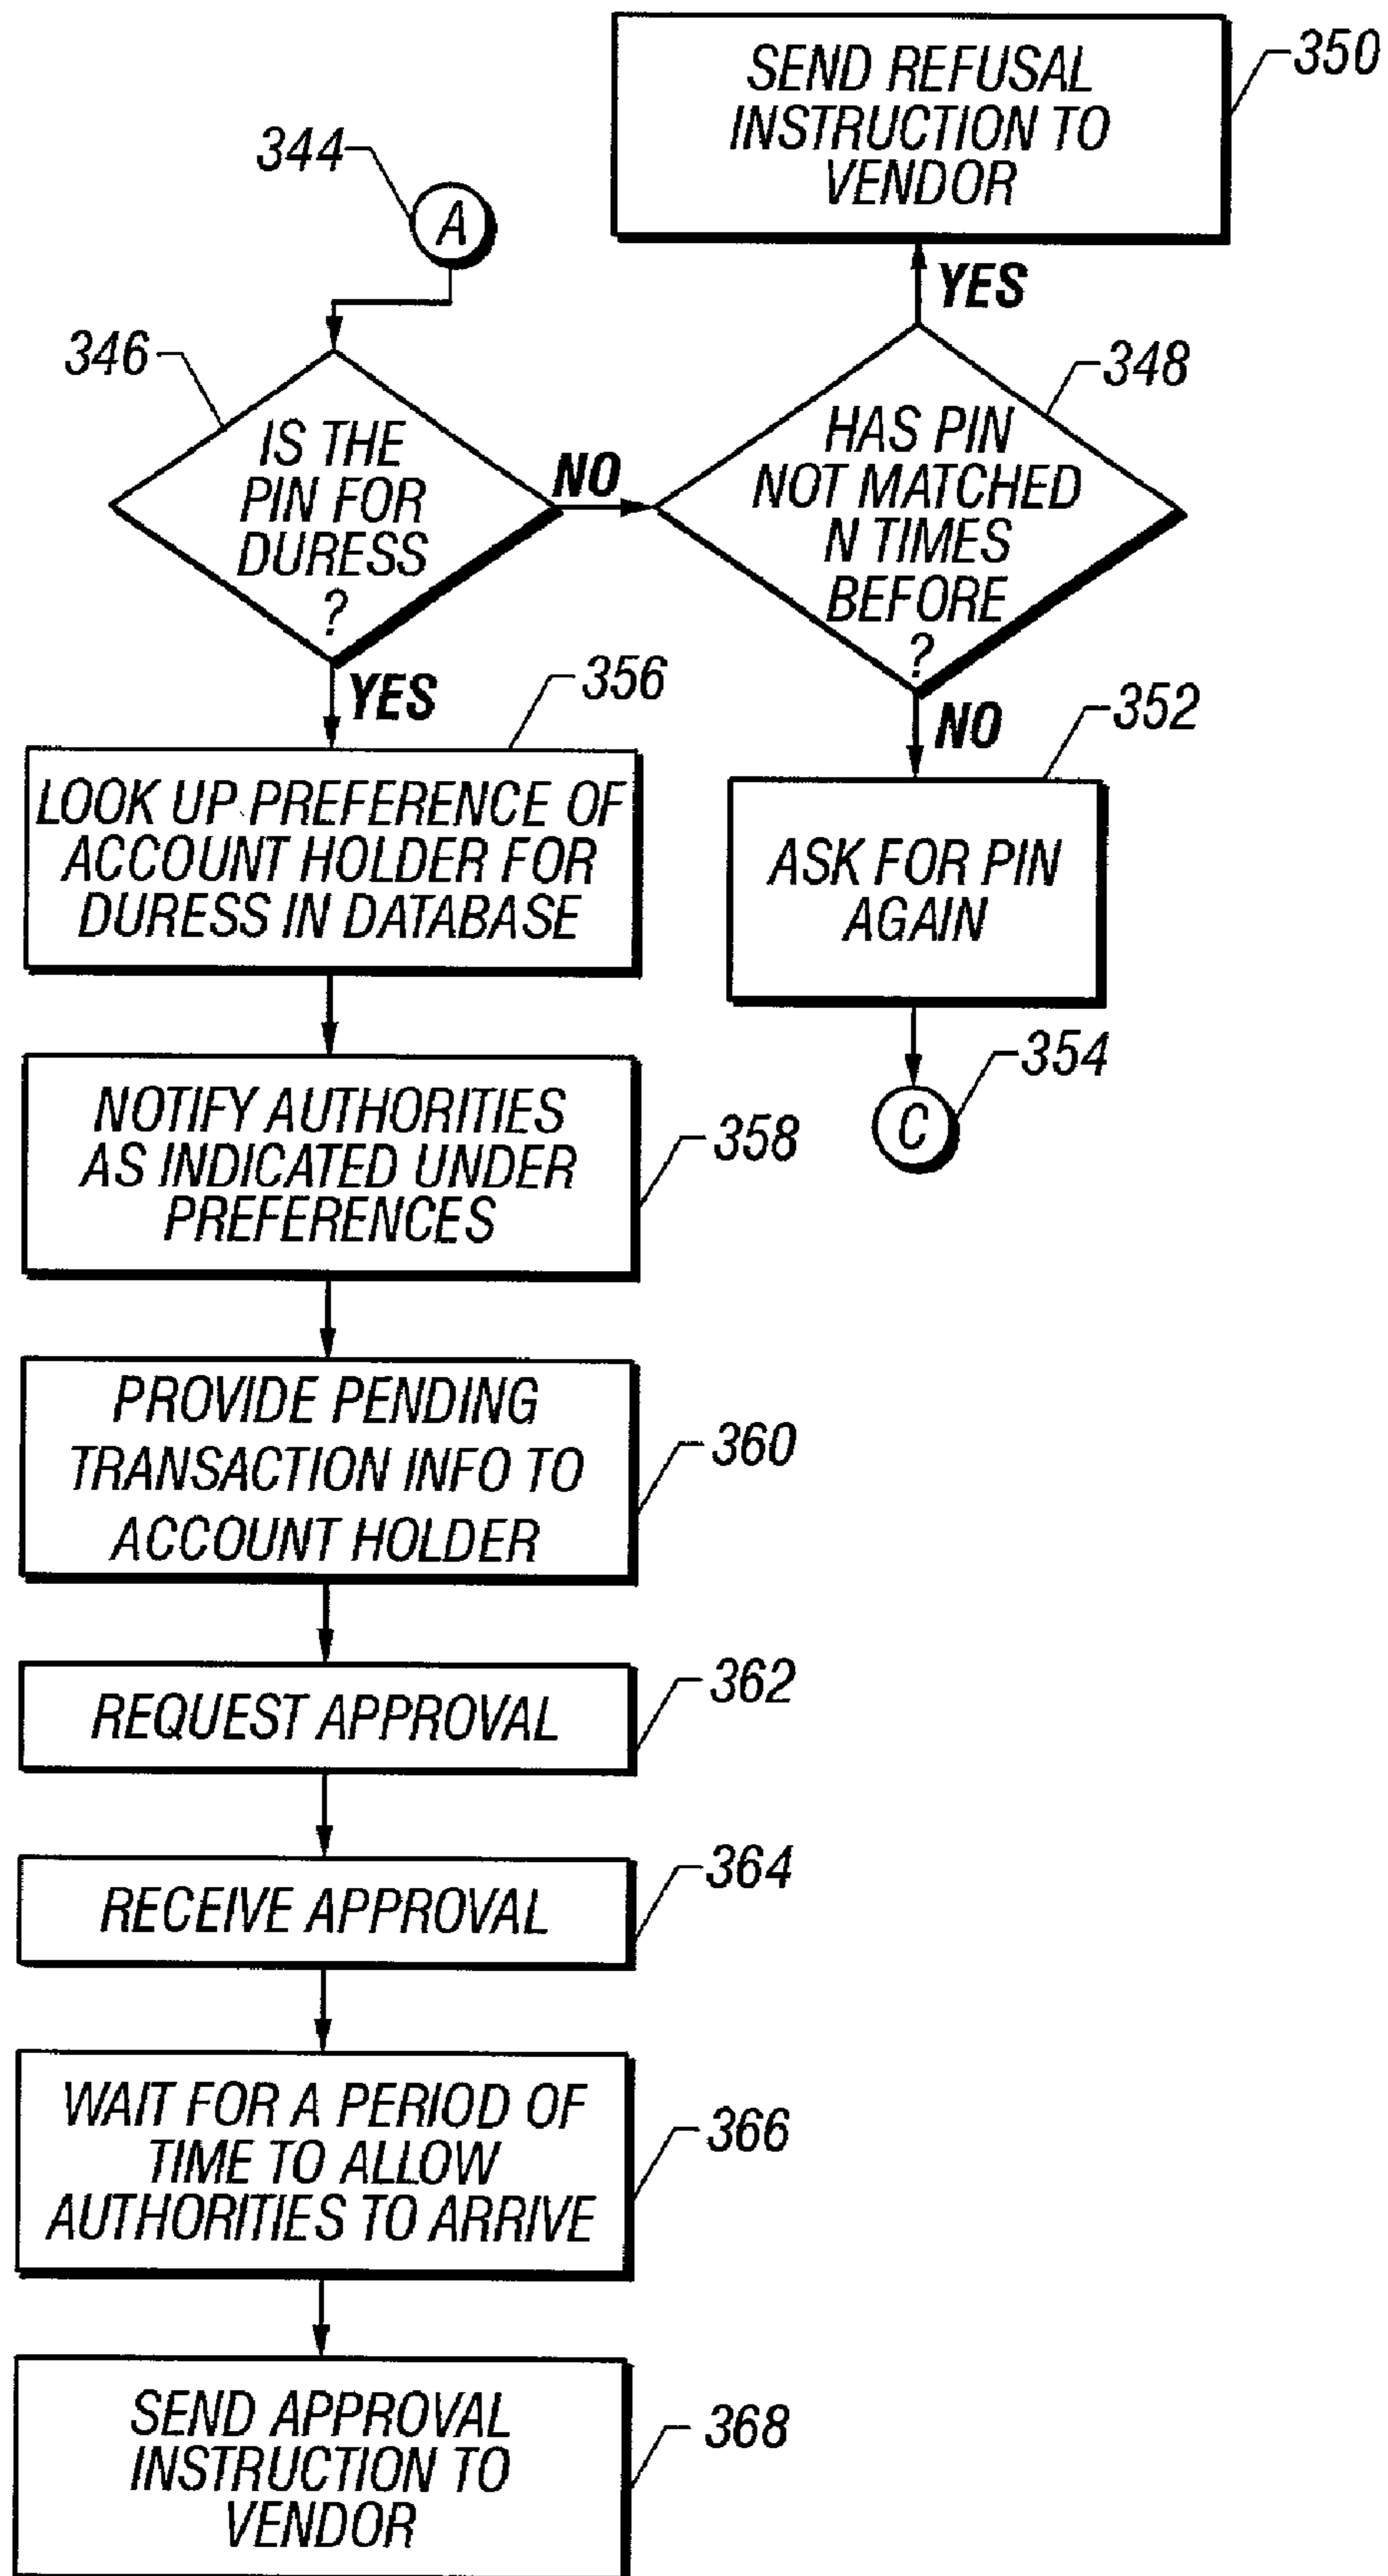 SEND REFUSAL
INSTRUCTION TO
VENDOR
350
344
A
YES
346
IS THE
PIN FOR
DURESS
?
NO
348
HAS PIN
NOT MATCHED
N TIMES
BEFORE
?
YES
356
NO
352
LOOK UP PREFERENCE OF
ACCOUNT HOLDER FOR
DURESS IN DATABASE
ASK FOR PIN
AGAIN
354
C
NOTIFY AUTHORITIES
AS INDICATED UNDER
PREFERENCES
358
PROVIDE PENDING
TRANSACTION INFO TO
ACCOUNT HOLDER
360
REQUEST APPROVAL
362
RECEIVE APPROVAL
364
WAIT FOR A PERIOD OF
TIME TO ALLOW
AUTHORITIES TO ARRIVE
366
SEND APPROVAL
INSTRUCTION TO
VENDOR
368